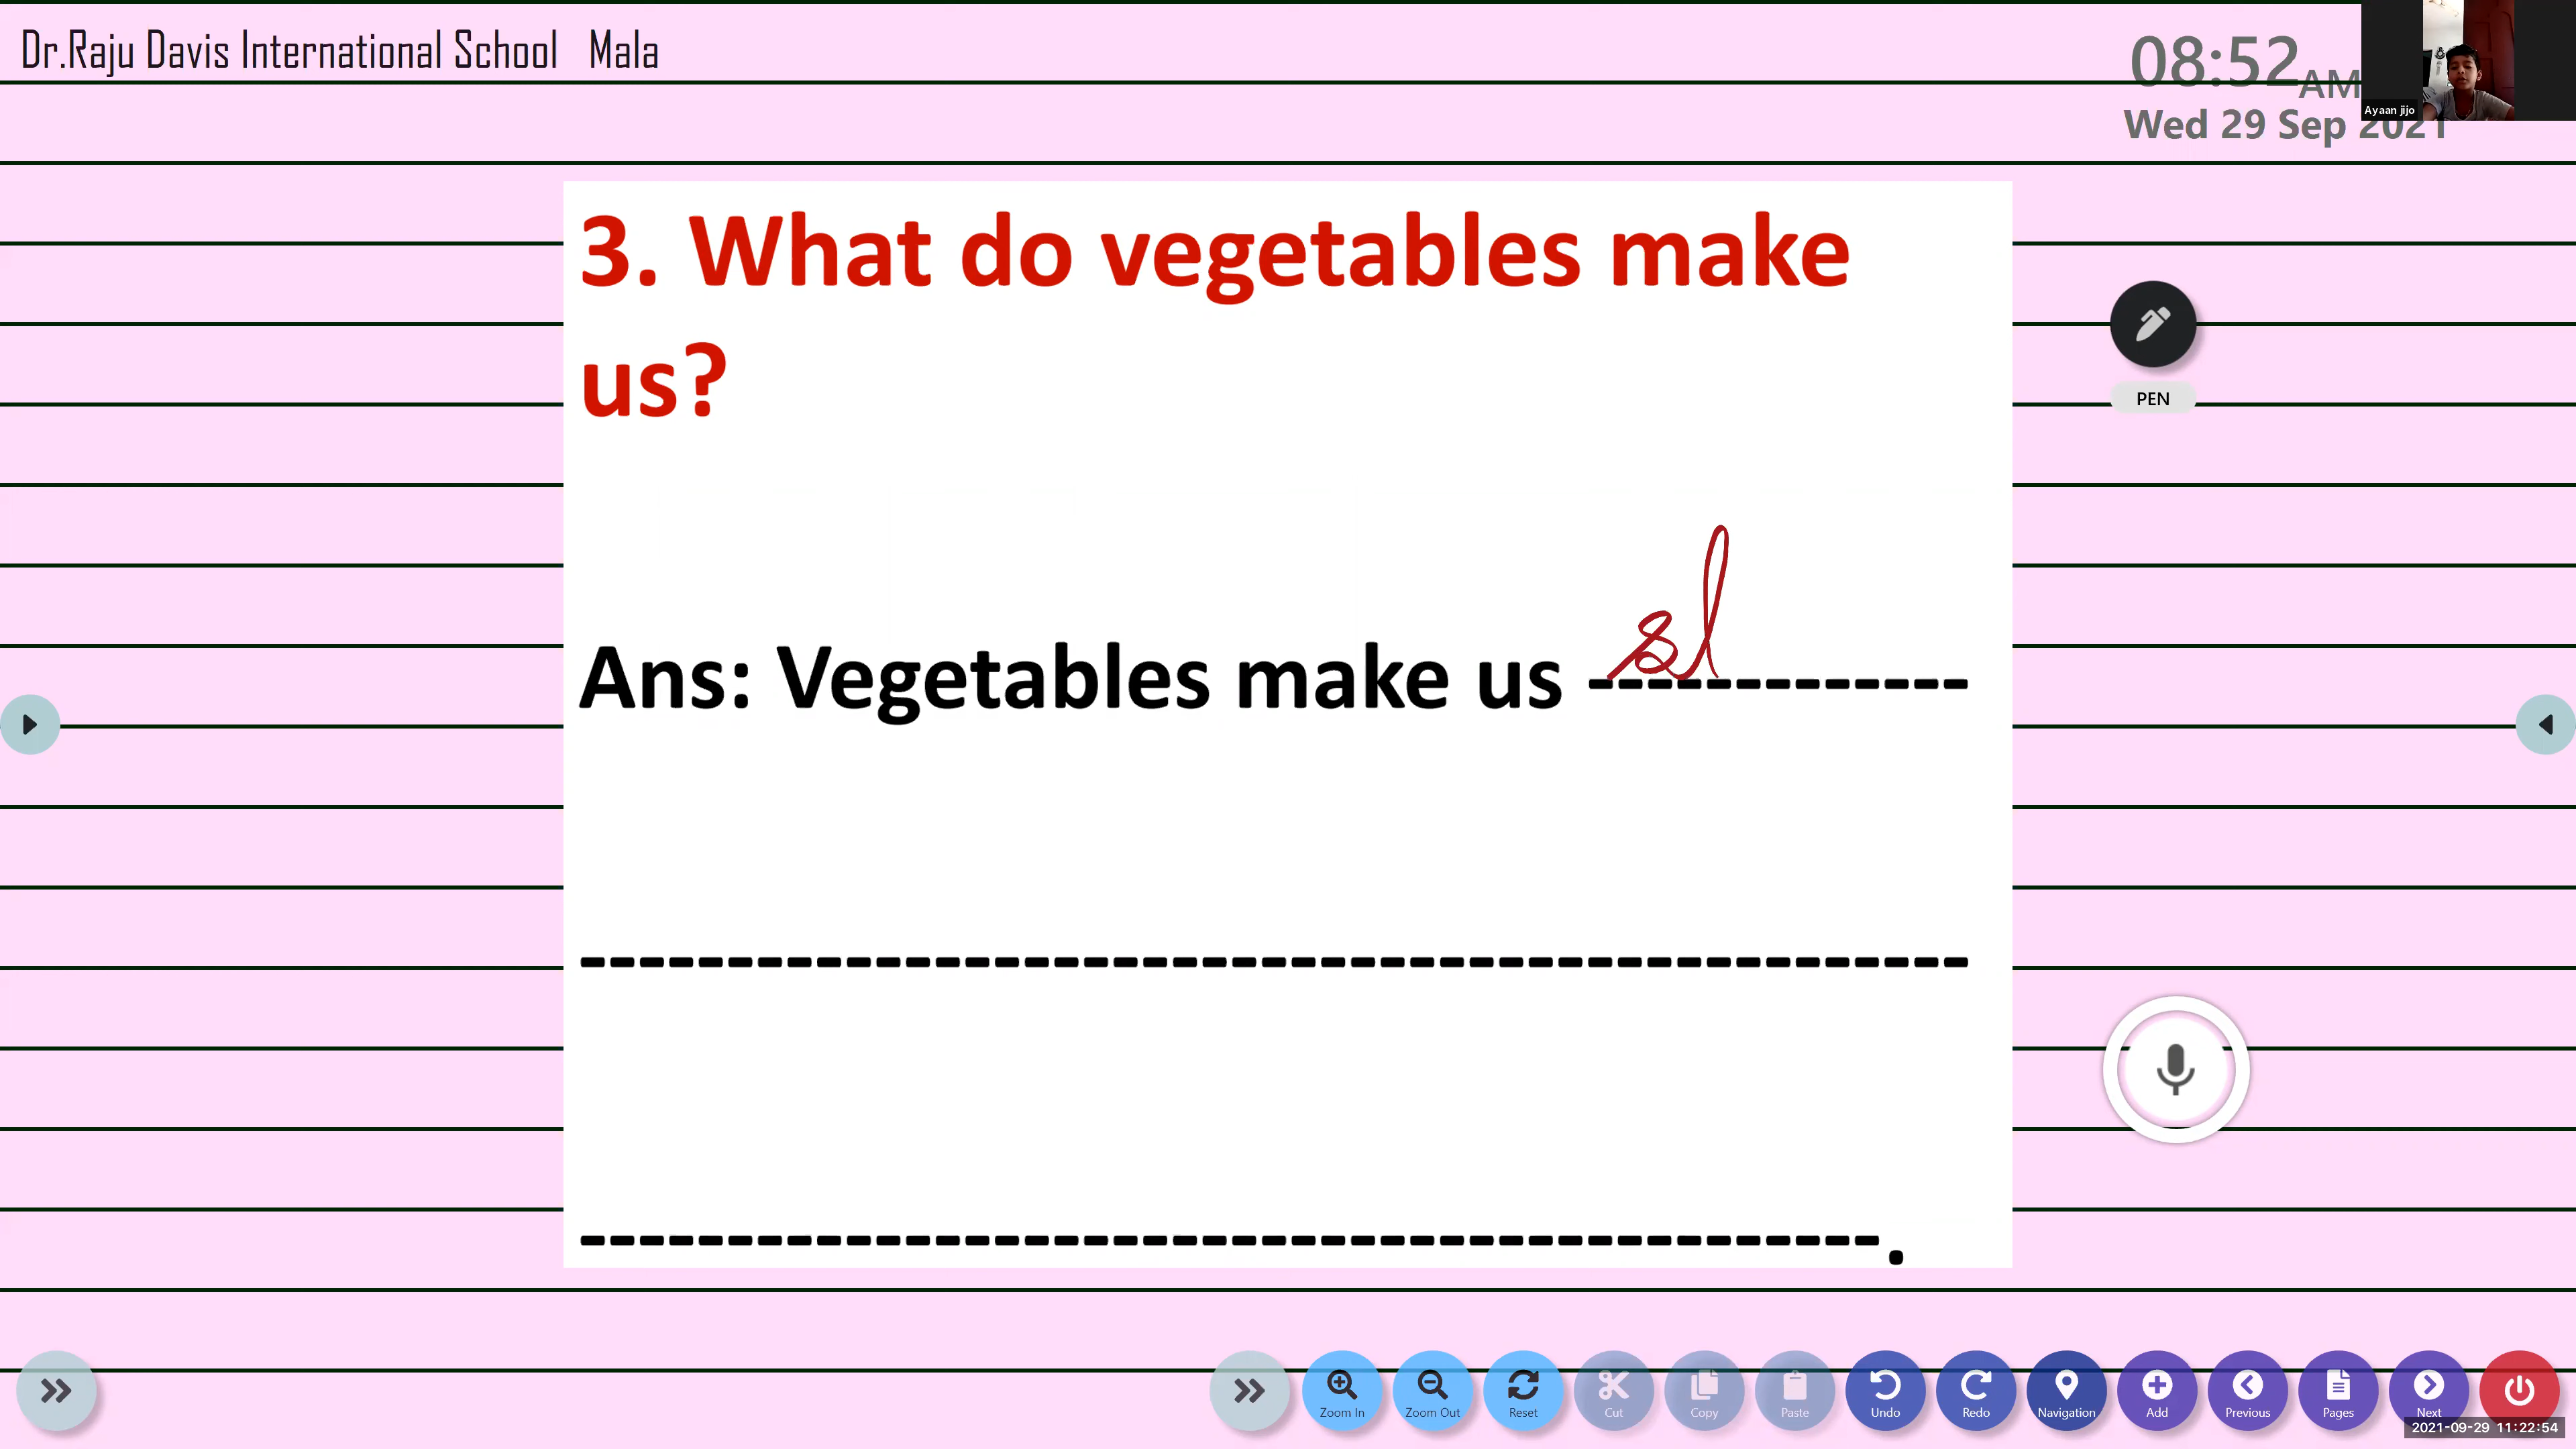 Dr.Raju Davis International School Mala
08:52 AM
Wed 29 Sep 2021
Ayaan jijo
3. What do vegetables make
us?
PEN
Ans: Vegetables make us sl-------------
-----------------------------------------------
--------------------------------------------.
Zoom In Zoom Out Reset Cut Copy Paste Undo Redo Navigation Add Previous Pages Next
2021-09-29 11:22:54